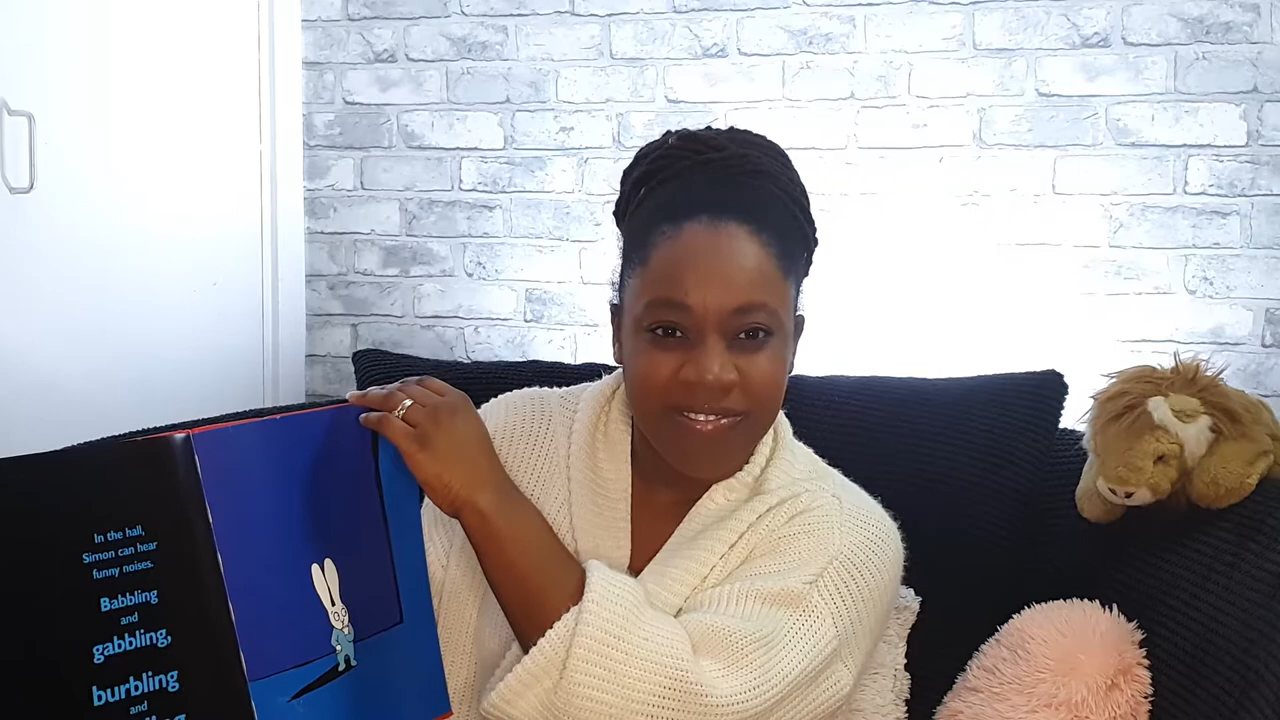 In the hall,
Simon can hear
funny noises.
Babbling
and
gabbling,
burbling
and